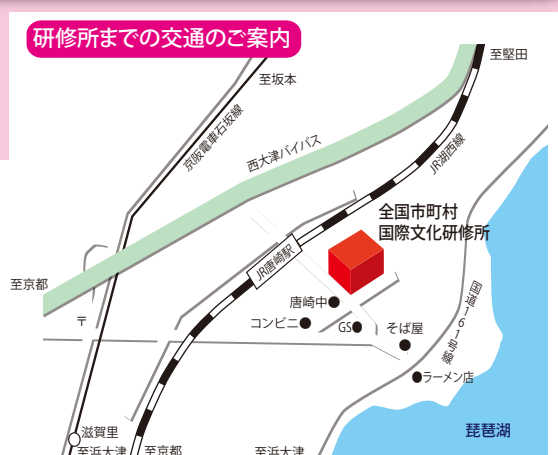 研修所までの交通のご案内
至堅田
至坂本
京阪電車石坂線
西大津バイパス
JR湖西線
全国市町村
国際文化研修所
JR唐崎駅
至京都
唐崎中
コンビニ
GS
そば屋
国道161号線
〒
ラーメン店
滋賀里
琵琶湖
至浜大津
至京都
至浜大津